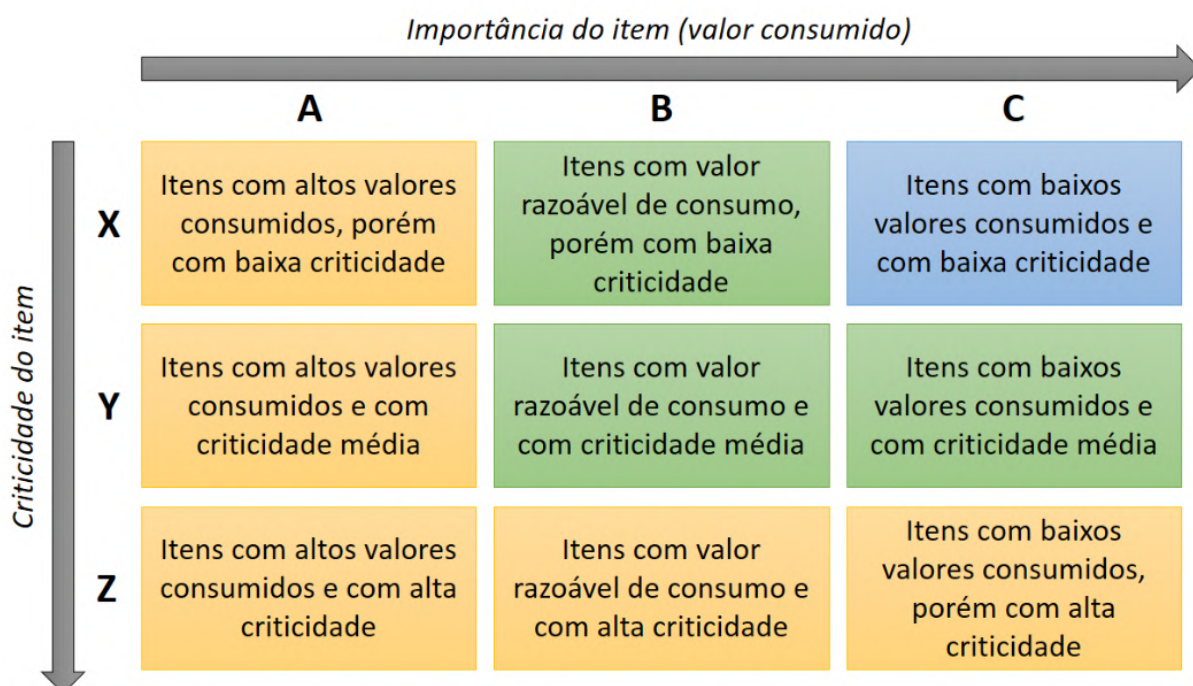 Importância do item (valor consumido)
A
B
C
Criticidade do item
X
Itens com altos valores
consumidos, porém
com baixa criticidade
Itens com valor
razoável de consumo,
porém com baixa
criticidade
Itens com baixos
valores consumidos e
com baixa criticidade
Y
Itens com altos valores
consumidos e com
criticidade média
Itens com valor
razoável de consumo e
com criticidade média
Itens com baixos
valores consumidos e
com criticidade média
Z
Itens com altos valores
consumidos e com alta
criticidade
Itens com valor
razoável de consumo e
com alta criticidade
Itens com baixos
valores consumidos,
porém com alta
criticidade